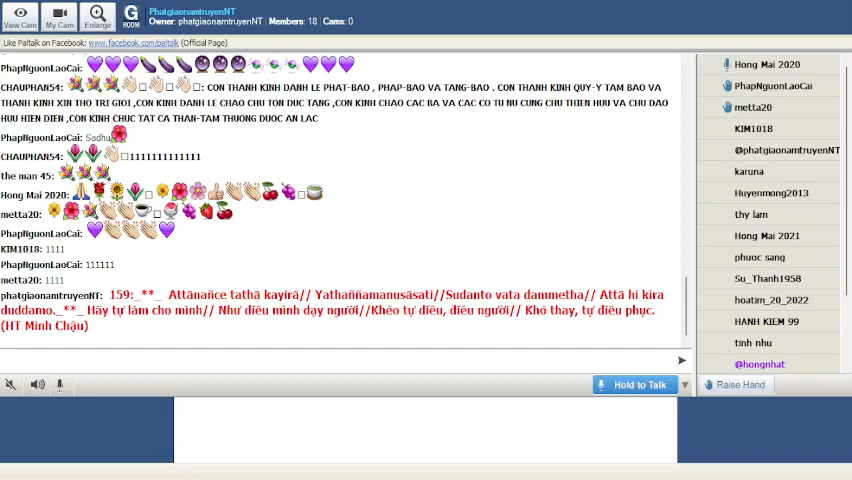 PhatgiaonamtruyenNT
Owner: phatgiaonamtruyenNT | Members: 18 | Cams: 0
View Cam
My Cam
Enlarge
G
ROOM
Like Paltalk on Facebook: www.facebook.com/paltalk (Official Page)
PhapNguonLaoCai:
CHAUPHAN54: : CON THANH KINH DANH LE PHAT-BAO , PHAP-BAO VA TANG-BAO . CON THANH KINH QUY-Y TAM BAO VA
THANH KINH XIN THO TRI GIOI ,CON KINH DANH LE CHAO CHU TON DUC TANG ,CON KINH CHAO CAC BA VA CAC CO TU NU CUNG CHU THIEN HUU VA CHU DAO
HUU HIEN DIEN ,CON KINH CHUC TAT CA THAN-TAM THUONG DUOC AN LAC
PhapNguonLaoCai: Sadhu
CHAUPHAN54: 1111111111111
the man 45:
Hong Mai 2020:
metta20:
PhapNguonLaoCai:
KIM1018: 1111
PhapNguonLaoCai: 111111
metta20: 1111
phatgiaonamtruyenNT: 159:_**_ Attānañce tathā kayirā// Yathaññamanusāsati//Sudanto vata dammetha// Attā hi kira
duddamo._**_ Hãy tự làm cho mình// Như điều mình dạy người//Khéo tự điều, điều người// Khó thay, tự điều phục.
(HT Minh Châu)
Hold to Talk
Hong Mai 2020
PhapNguonLaoCai
metta20
KIM1018
@phatgiaonamtruyenNT
karuna
Huyenmong2013
thy lam
Hong Mai 2021
phuoc sang
Su_Thanh1958
hoatim_20_2022
HANH KIEM 99
tinh nhu
@hongnhat
Raise Hand